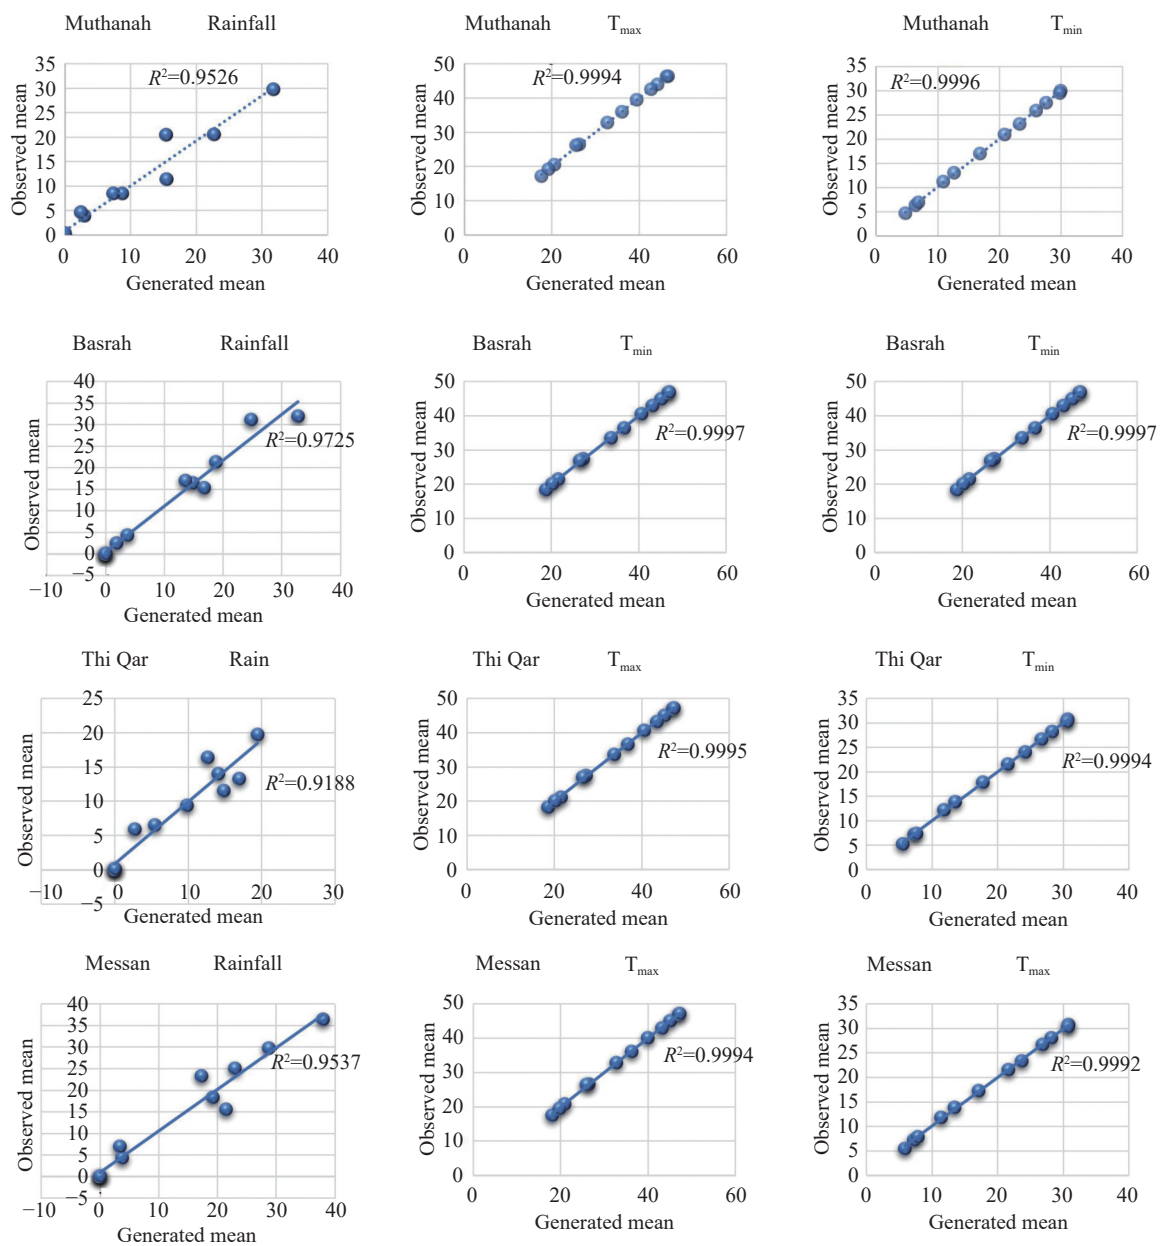 Muthanah Rainfall
R²=0.9526
Observed mean
35
30
25
20
15
10
5
0
0 10 20 30 40
Generated mean
Muthanah Tmax
R²=0.9994
Observed mean
50
40
30
20
10
0
0 20 40 60
Generated mean
Muthanah Tmin
R²=0.9996
Observed mean
35
30
25
20
15
10
5
0
0 10 20 30 40
Generated mean
Basrah Rainfall
R²=0.9725
Observed mean
40
35
30
25
20
15
10
5
0
−5
−10 0 10 20 30 40
Generated mean
Basrah Tmin
R²=0.9997
Observed mean
50
40
30
20
10
0
0 20 40 60
Generated mean
Basrah Tmin
R²=0.9997
Observed mean
50
40
30
20
10
0
0 20 40 60
Generated mean
Thi Qar Rain
R²=0.9188
Observed mean
25
20
15
10
5
0
−5
−10 0 10 20 30
Generated mean
Thi Qar Tmax
R²=0.9995
Observed mean
50
40
30
20
10
0
0 20 40 60
Generated mean
Thi Qar Tmin
R²=0.9994
Observed mean
35
30
25
20
15
10
5
0
0 10 20 30 40
Generated mean
Messan Rainfall
R²=0.9537
Observed mean
40
35
30
25
20
15
10
5
0
−5
−10 0 10 20 30 40
Generated mean
Messan Tmax
R²=0.9994
Observed mean
50
40
30
20
10
0
0 20 40 60
Generated mean
Messan Tmax
R²=0.9992
Observed mean
35
30
25
20
15
10
5
0
0 10 20 30 40
Generated mean